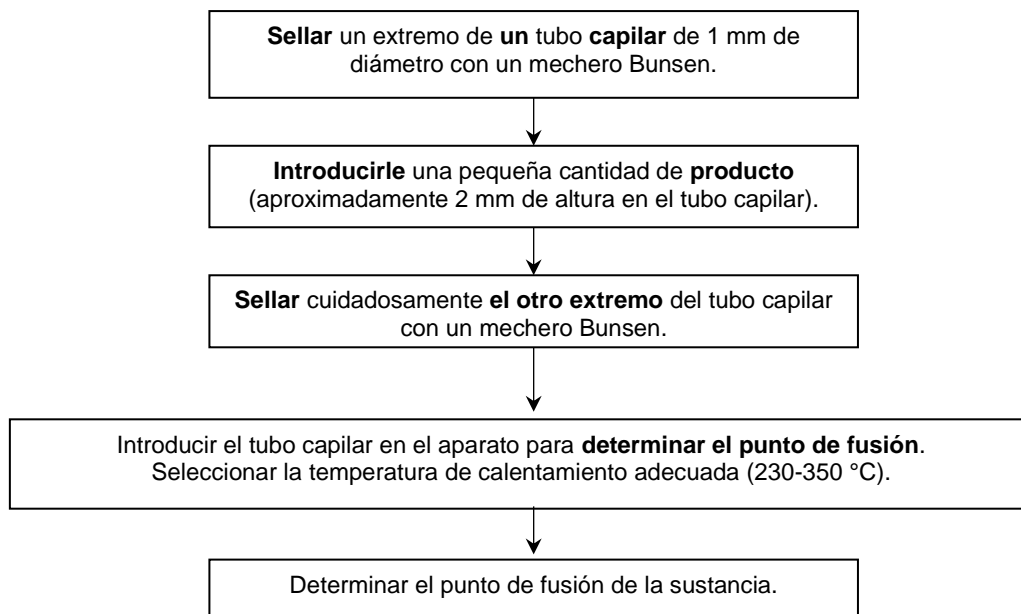 Sellar un extremo de un tubo capilar de 1 mm de
diámetro con un mechero Bunsen.
Introducirle una pequeña cantidad de producto
(aproximadamente 2 mm de altura en el tubo capilar).
Sellar cuidadosamente el otro extremo del tubo capilar
con un mechero Bunsen.
Introducir el tubo capilar en el aparato para determinar el punto de fusión.
Seleccionar la temperatura de calentamiento adecuada (230-350 °C).
Determinar el punto de fusión de la sustancia.